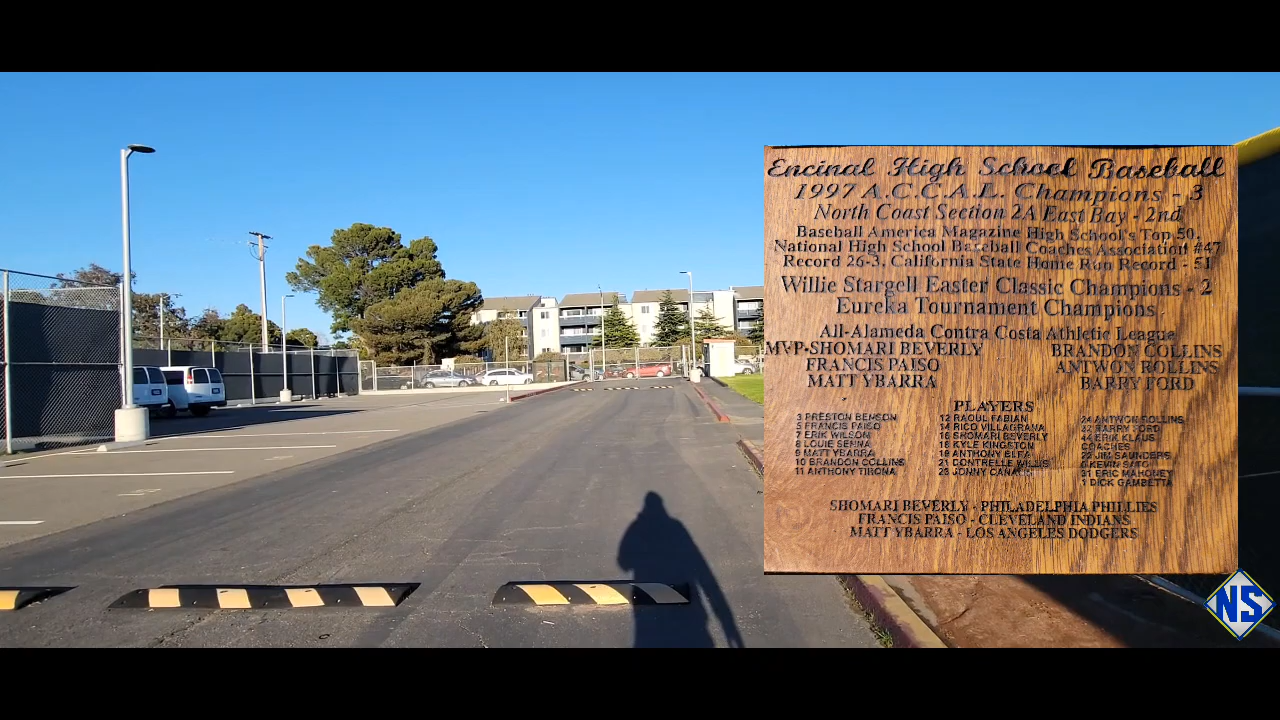 Encinal High School Baseball
1997 A.C.C.A.L. Champions - 3
North Coast Section 2A East Bay - 2nd
Baseball America Magazine High School's Top 50,
National High School Baseball Coaches Association #47
Record 26-3, California State Home Run Record - 51
Willie Stargell Easter Classic Champions - 2
Eureka Tournament Champions
All-Alameda Contra Costa Athletic League
MVP-SHOMARI BEVERLY BRANDON COLLINS
FRANCIS PAISO ANTWON ROLLINS
MATT YBARRA BARRY FORD
PLAYERS
3 PRESTON BENSON 12 RAOUL FABIAN 24 ANTWON ROLLINS
5 FRANCIS PAISO 14 RICO VILLAGRANA 32 BARRY FORD
7 ERIK WILSON 16 SHOMARI BEVERLY 44 ERIK KLAUS
8 LOUIE SENNA 18 KYLE KINGSTON COACHES
9 MATT YBARRA 19 ANTHONY 22 JIM SAUNDERS
10 BRANDON COLLINS 21 DONTRELLE WILLIS KEVIN
11 ANTHONY TIRONA 23 JONNY 31 ERIC MAHONEY
1 DICK GAMBETTA
SHOMARI BEVERLY - PHILADELPHIA PHILLIES
FRANCIS PAISO - CLEVELAND INDIANS
MATT YBARRA - LOS ANGELES DODGERS
NS